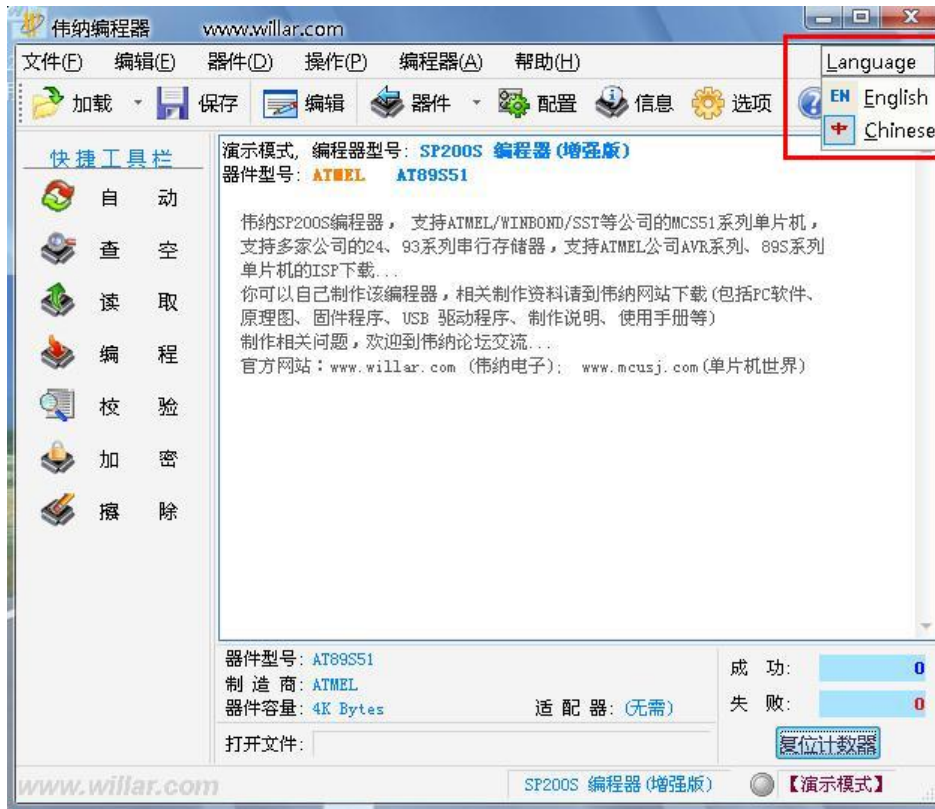 伟纳编程器 www.willar.com
文件(F) 编辑(E) 器件(D) 操作(P) 编程器(A) 帮助(H) Language
加载 保存 编辑 器件 配置 信息 选项
EN English
中 Chinese
快捷工具栏
自动
查空
读取
编程
校验
加密
擦除
演示模式, 编程器型号: SP200S 编程器(增强版)
器件型号: ATMEL AT89S51
伟纳SP200S编程器, 支持ATMEL/WINBOND/SST等公司的MCS51系列单片机,
支持多家公司的24、93系列串行存储器,支持ATMEL公司AVR系列、89S系列
单片机的ISP下载...
你可以自己制作该编程器,相关制作资料请到伟纳网站下载(包括PC软件、
原理图、固件程序、USB 驱动程序、制作说明、使用手册等)
制作相关问题,欢迎到伟纳论坛交流...
官方网站:www.willar.com (伟纳电子); www.mcusj.com(单片机世界)
器件型号: AT89S51
制 造 商: ATMEL
器件容量: 4K Bytes
适 配 器: (无需)
打开文件:
成 功: 0
失 败: 0
复位计数器
www.willar.com
SP200S 编程器(增强版)
【演示模式】